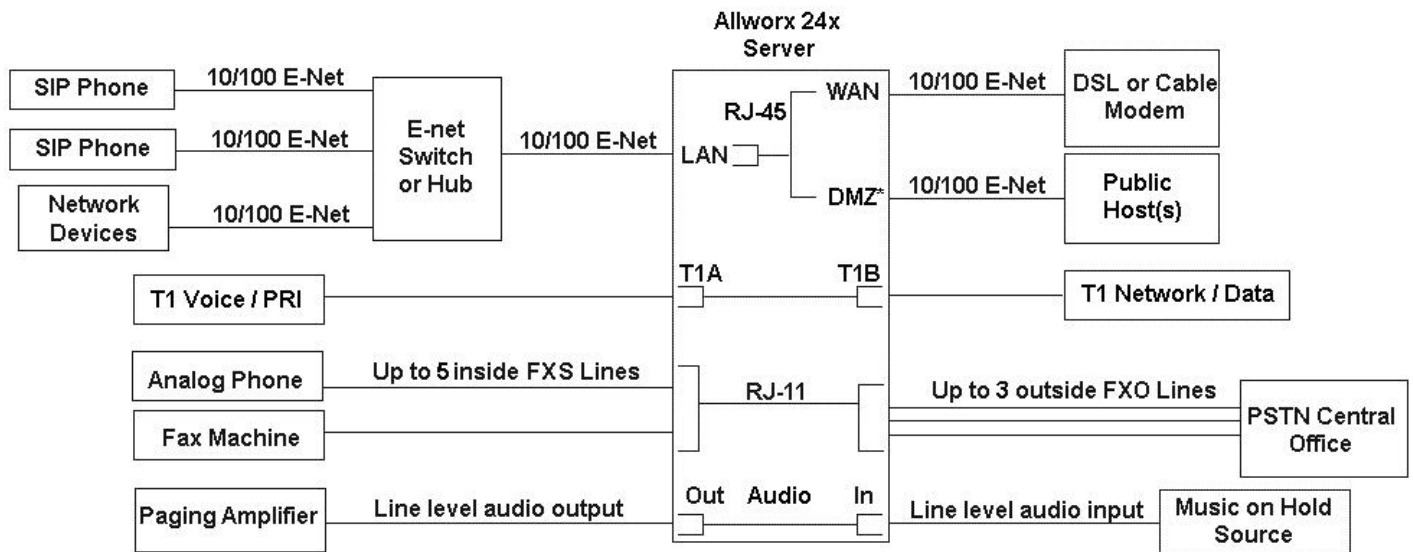 Allworx 24x
Server
SIP Phone
10/100 E-Net
SIP Phone
10/100 E-Net
Network
Devices
10/100 E-Net
E-net
Switch
or Hub
10/100 E-Net
LAN
RJ-45
WAN
DMZ*
10/100 E-Net
DSL or Cable
Modem
10/100 E-Net
Public
Host(s)
T1 Voice / PRI
T1A
T1B
T1 Network / Data
Analog Phone
Up to 5 inside FXS Lines
Fax Machine
RJ-11
Up to 3 outside FXO Lines
PSTN Central
Office
Paging Amplifier
Line level audio output
Out
Audio
In
Line level audio input
Music on Hold
Source